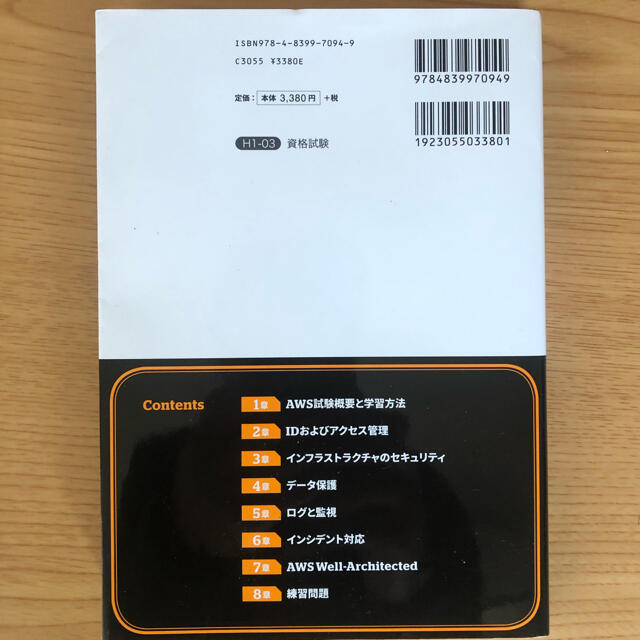 ISBN978-4-8399-7094-9
C3055 ¥3380E
定価： 本体 3,380 円 +税
H1-03 資格試験
9784839970949
1923055033801
Contents
1章 AWS試験概要と学習方法
2章 IDおよびアクセス管理
3章 インフラストラクチャのセキュリティ
4章 データ保護
5章 ログと監視
6章 インシデント対応
7章 AWS Well-Architected
8章 練習問題